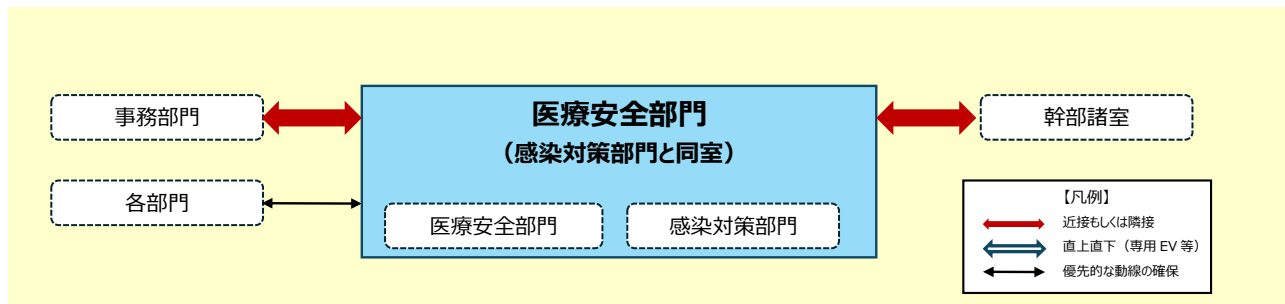 医療安全部門
（感染対策部門と同室）
事務部門
幹部諸室
各部門
医療安全部門
感染対策部門
【凡例】
近接もしくは隣接
直上直下（専用 EV 等）
優先的な動線の確保